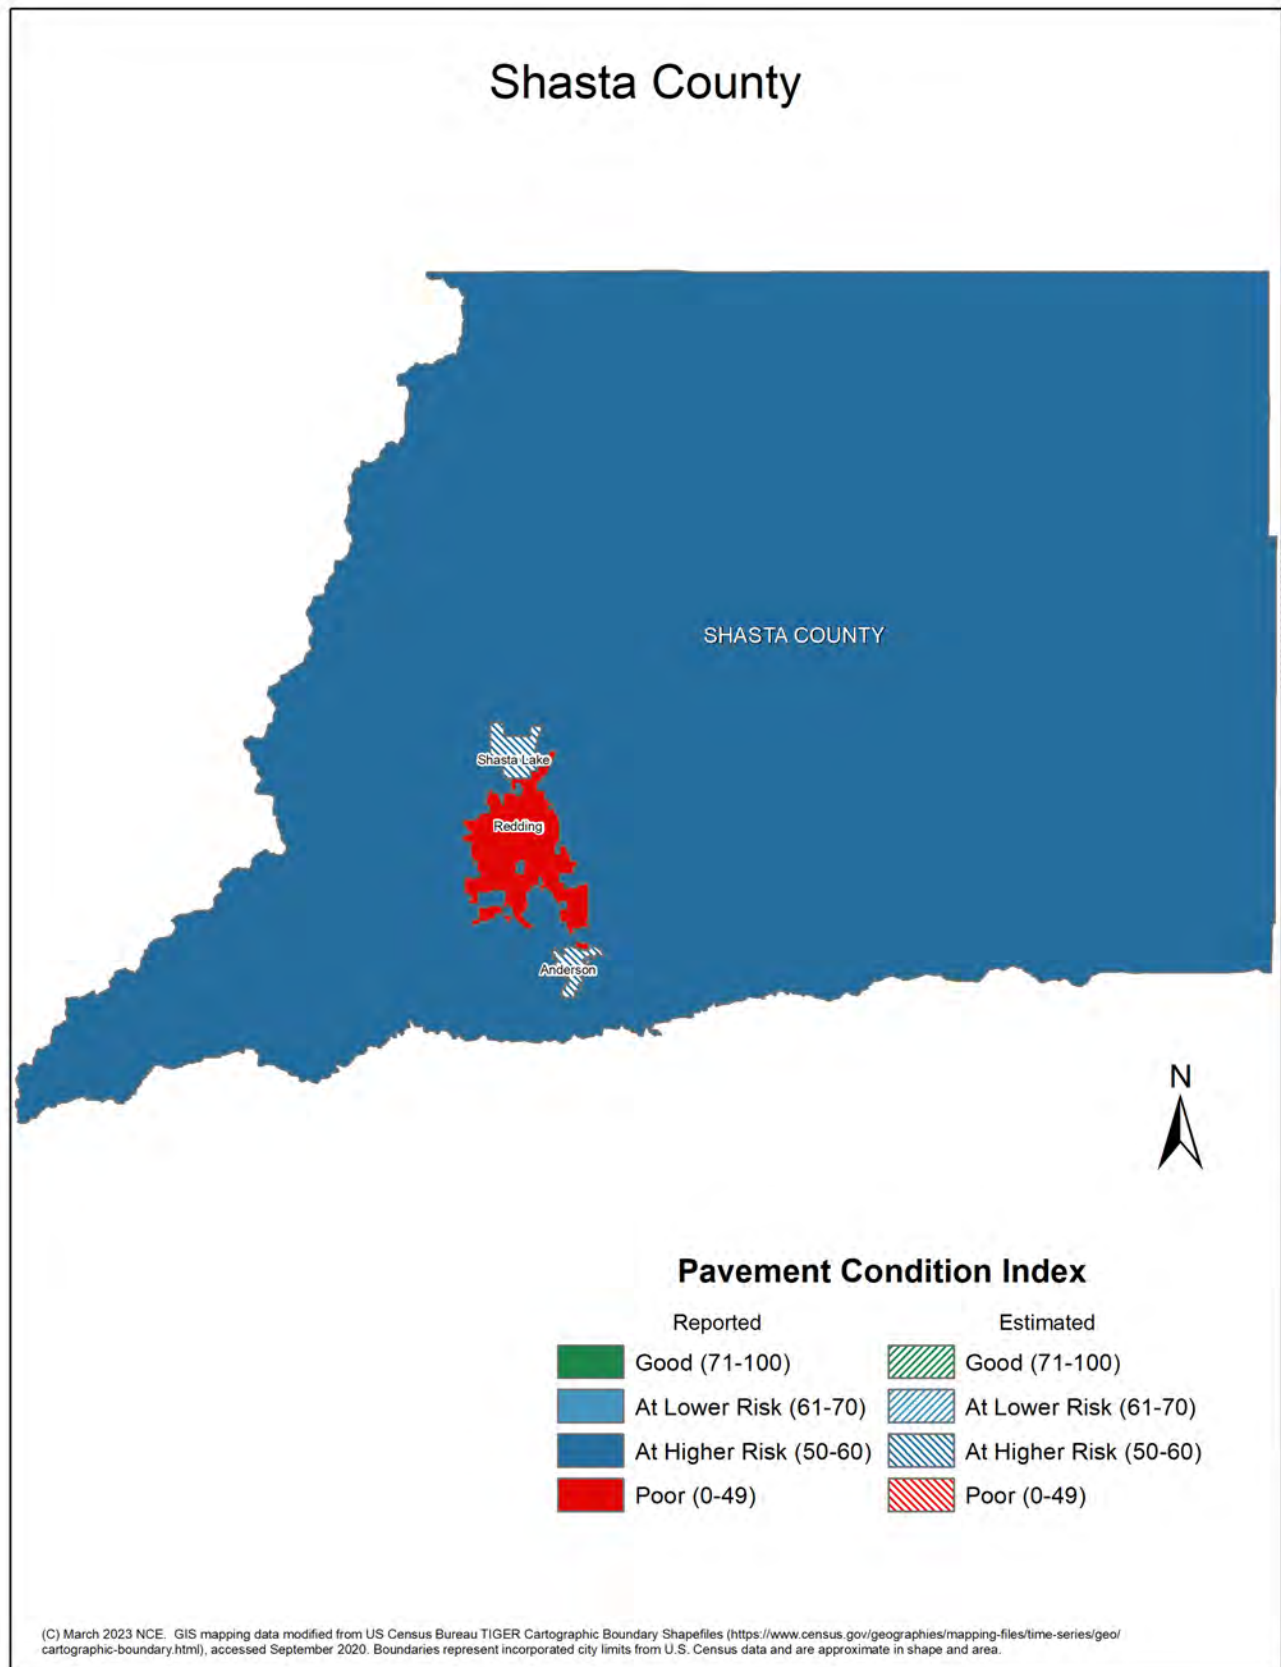 Shasta County
SHASTA COUNTY
Shasta Lake
Redding
Anderson
N
Pavement Condition Index
Reported
Estimated
Good (71-100)
Good (71-100)
At Lower Risk (61-70)
At Lower Risk (61-70)
At Higher Risk (50-60)
At Higher Risk (50-60)
Poor (0-49)
Poor (0-49)
(C) March 2023 NCE.  GIS mapping data modified from US Census Bureau TIGER Cartographic Boundary Shapefiles (https://www.census.gov/geographies/mapping-files/time-series/geo/
cartographic-boundary.html), accessed September 2020. Boundaries represent incorporated city limits from U.S. Census data and are approximate in shape and area.